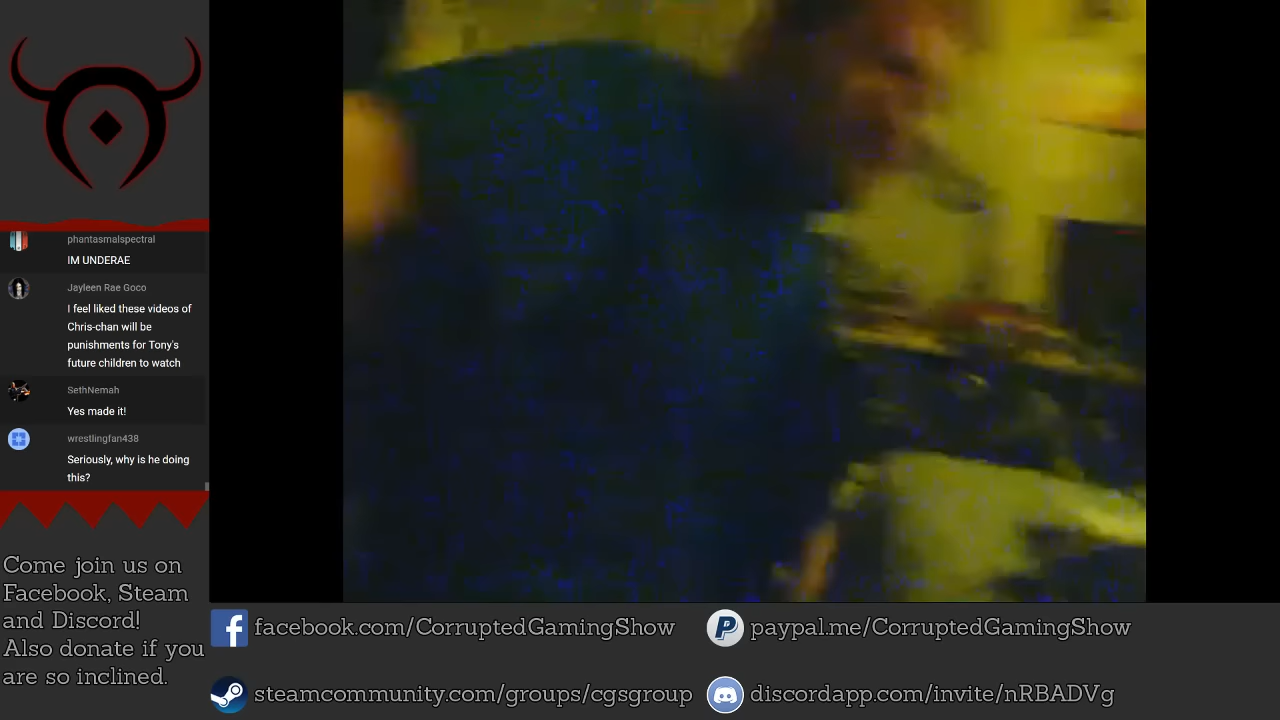 phantasmalspectral
IM UNDERAE
Jayleen Rae Goco
I feel liked these videos of
Chris-chan will be
punishments for Tony's
future children to watch
SethNemah
Yes made it!
wrestlingfan438
Seriously, why is he doing
this?
Come join us on
Facebook, Steam
and Discord!
Also donate if you
are so inclined.
facebook.com/CorruptedGamingShow
paypal.me/CorruptedGamingShow
steamcommunity.com/groups/cgsgroup
discordapp.com/invite/nRBADVg